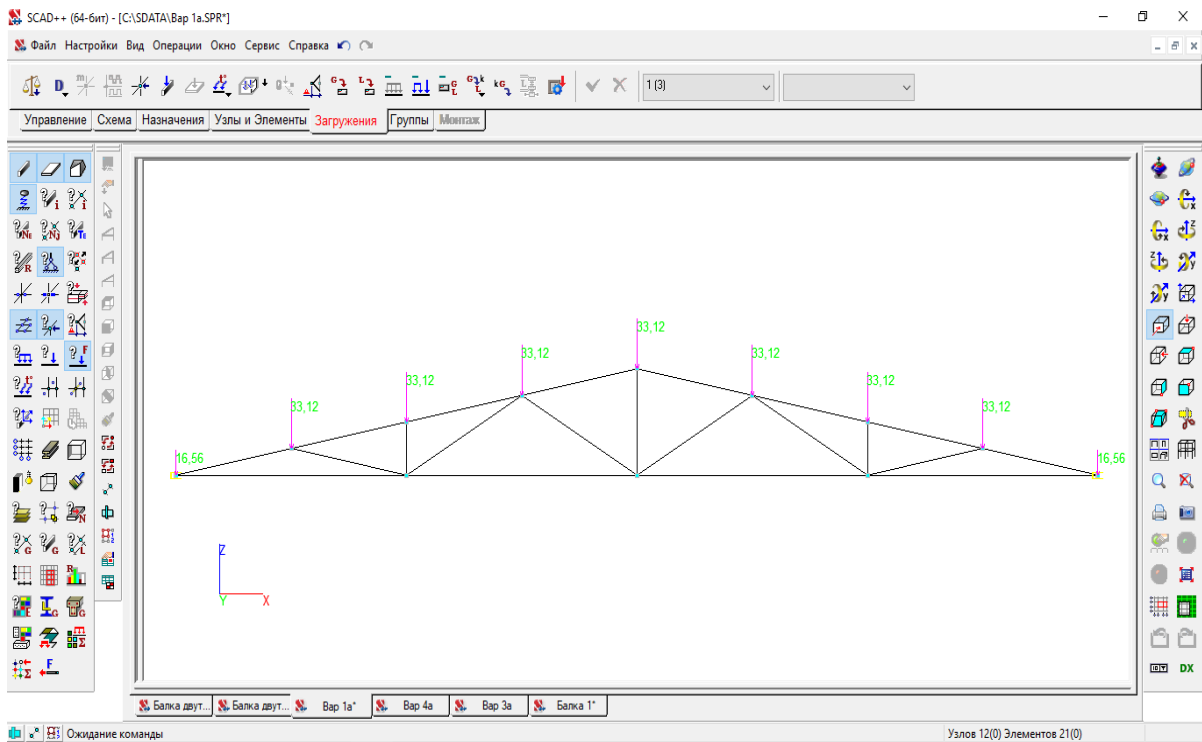 SCAD++ (64-бит) - [C:\SDATA\Вар 1а.SPR*]
Файл Настройки Вид Операции Окно Сервис Справка
1 (3)
Управление Схема Назначения Узлы и Элементы Загружения Группы Монтаж
33,12
33,12 33,12
33,12 33,12
33,12 33,12
16,56 16,56
Z
Y X
Балка двут... Балка двут... Вар 1а* Вар 4а Вар 3а Балка 1*
Ожидание команды Узлов 12(0) Элементов 21(0)